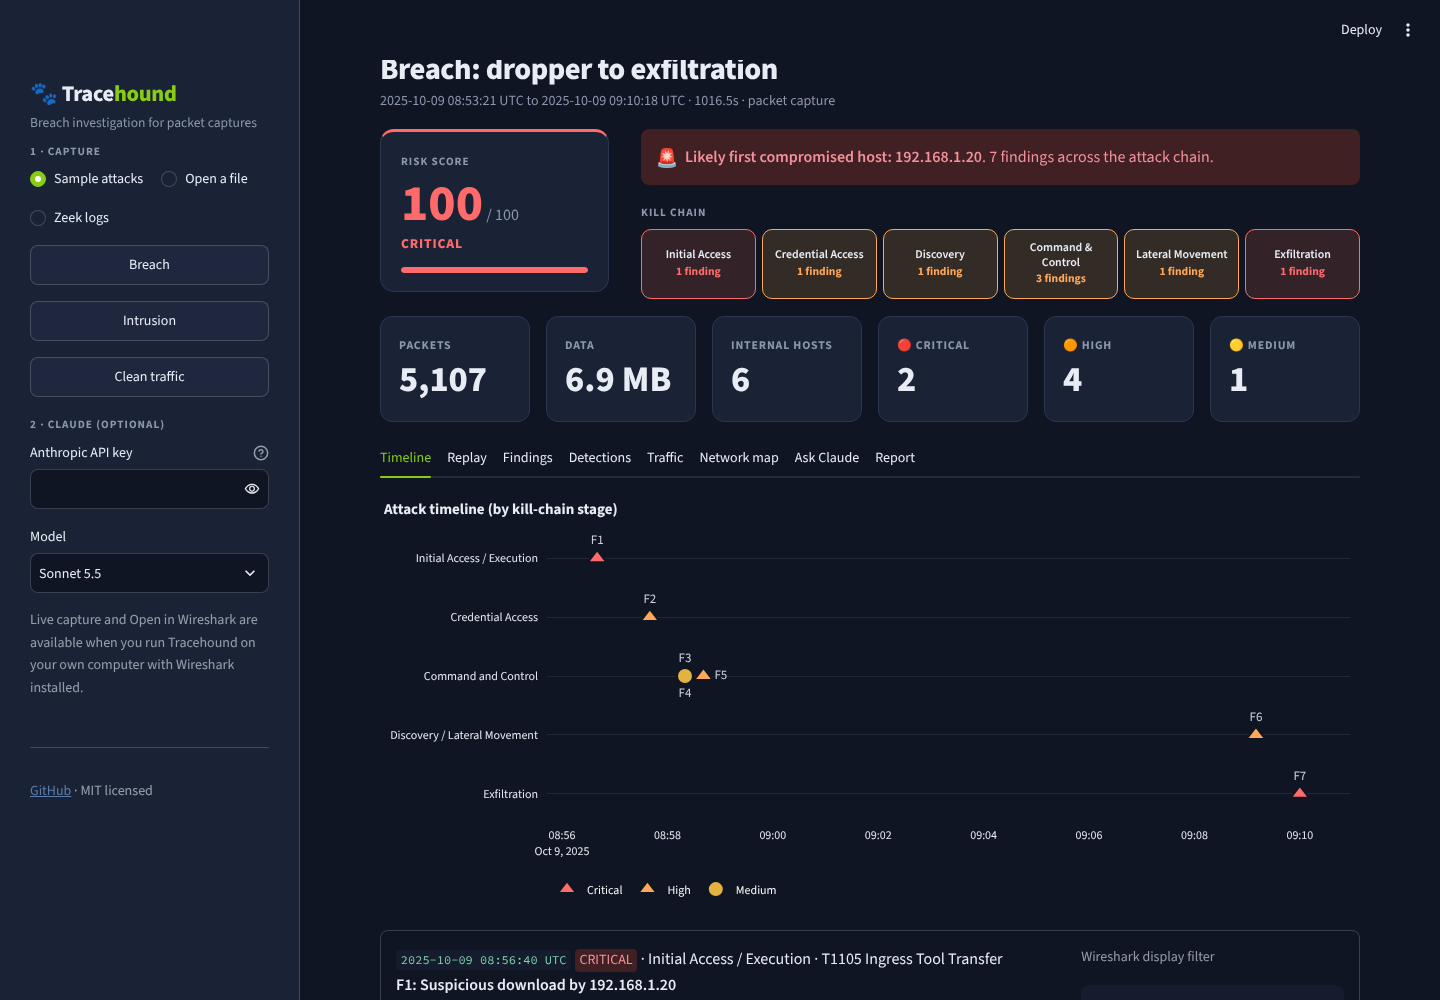 Deploy
Tracehound
Breach investigation for packet captures
1 · CAPTURE
Sample attacks
Open a file
Zeek logs
Breach
Intrusion
Clean traffic
2 · CLAUDE (OPTIONAL)
Anthropic API key
Model
Sonnet 5.5
Live capture and Open in Wireshark are
available when you run Tracehound on
your own computer with Wireshark
installed.
GitHub · MIT licensed
Breach: dropper to exfiltration
2025-10-09 08:53:21 UTC to 2025-10-09 09:10:18 UTC · 1016.5s · packet capture
RISK SCORE
100 / 100
CRITICAL
Likely first compromised host: 192.168.1.20. 7 findings across the attack chain.
KILL CHAIN
Initial Access
1 finding
Credential Access
1 finding
Discovery
1 finding
Command &
Control
3 findings
Lateral Movement
1 finding
Exfiltration
1 finding
PACKETS
5,107
DATA
6.9 MB
INTERNAL HOSTS
6
CRITICAL
2
HIGH
4
MEDIUM
1
Timeline Replay Findings Detections Traffic Network map Ask Claude Report
Attack timeline (by kill-chain stage)
F1
Initial Access / Execution
F2
Credential Access
F3
Command and Control
F5
F4
F6
Discovery / Lateral Movement
F7
Exfiltration
08:56 08:58 09:00 09:02 09:04 09:06 09:08 09:10
Oct 9, 2025
Critical High Medium
2025-10-09 08:56:40 UTC CRITICAL · Initial Access / Execution · T1105 Ingress Tool Transfer
F1: Suspicious download by 192.168.1.20
Wireshark display filter